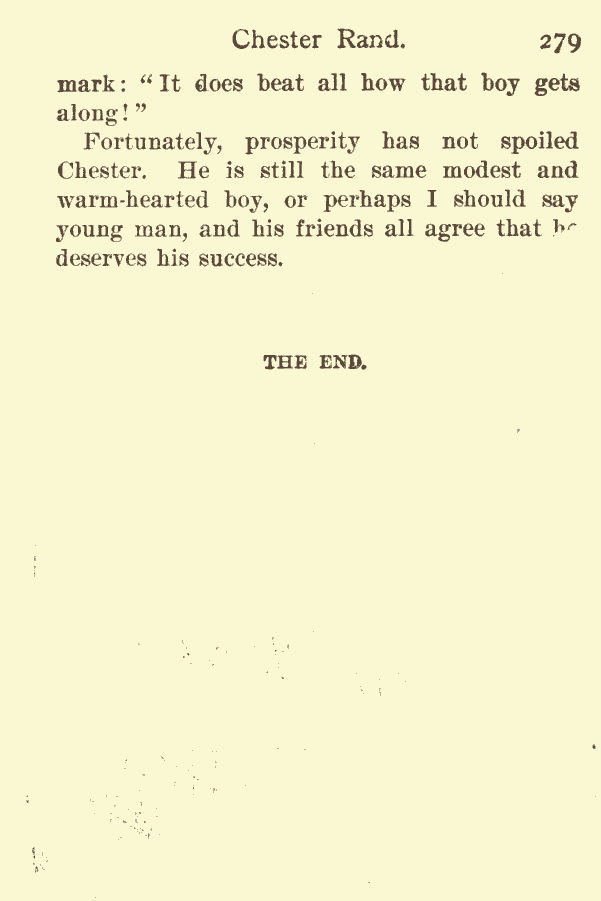 Chester Rand. 279
mark: “It does beat all how that boy gets
along!”
Fortunately, prosperity has not spoiled
Chester. He is still the same modest and
warm-hearted boy, or perhaps I should say
young man, and his friends all agree that he
deserves his success.
THE END.